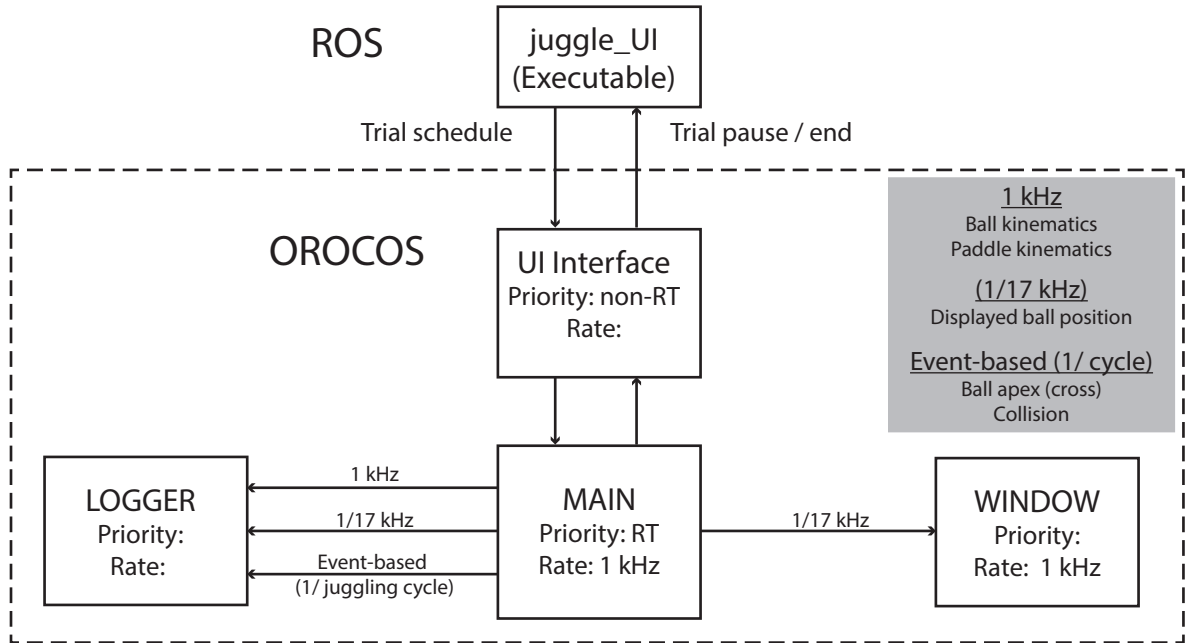 ROS
juggle_UI
(Executable)
Trial schedule
Trial pause / end
OROCOS
UI Interface
Priority: non-RT
Rate:
1 kHz
Ball kinematics
Paddle kinematics
(1/17 kHz)
Displayed ball position
Event-based (1/ cycle)
Ball apex (cross)
Collision
LOGGER
Priority:
Rate:
1 kHz
1/17 kHz
Event-based
(1/ juggling cycle)
MAIN
Priority: RT
Rate: 1 kHz
1/17 kHz
WINDOW
Priority:
Rate: 1 kHz